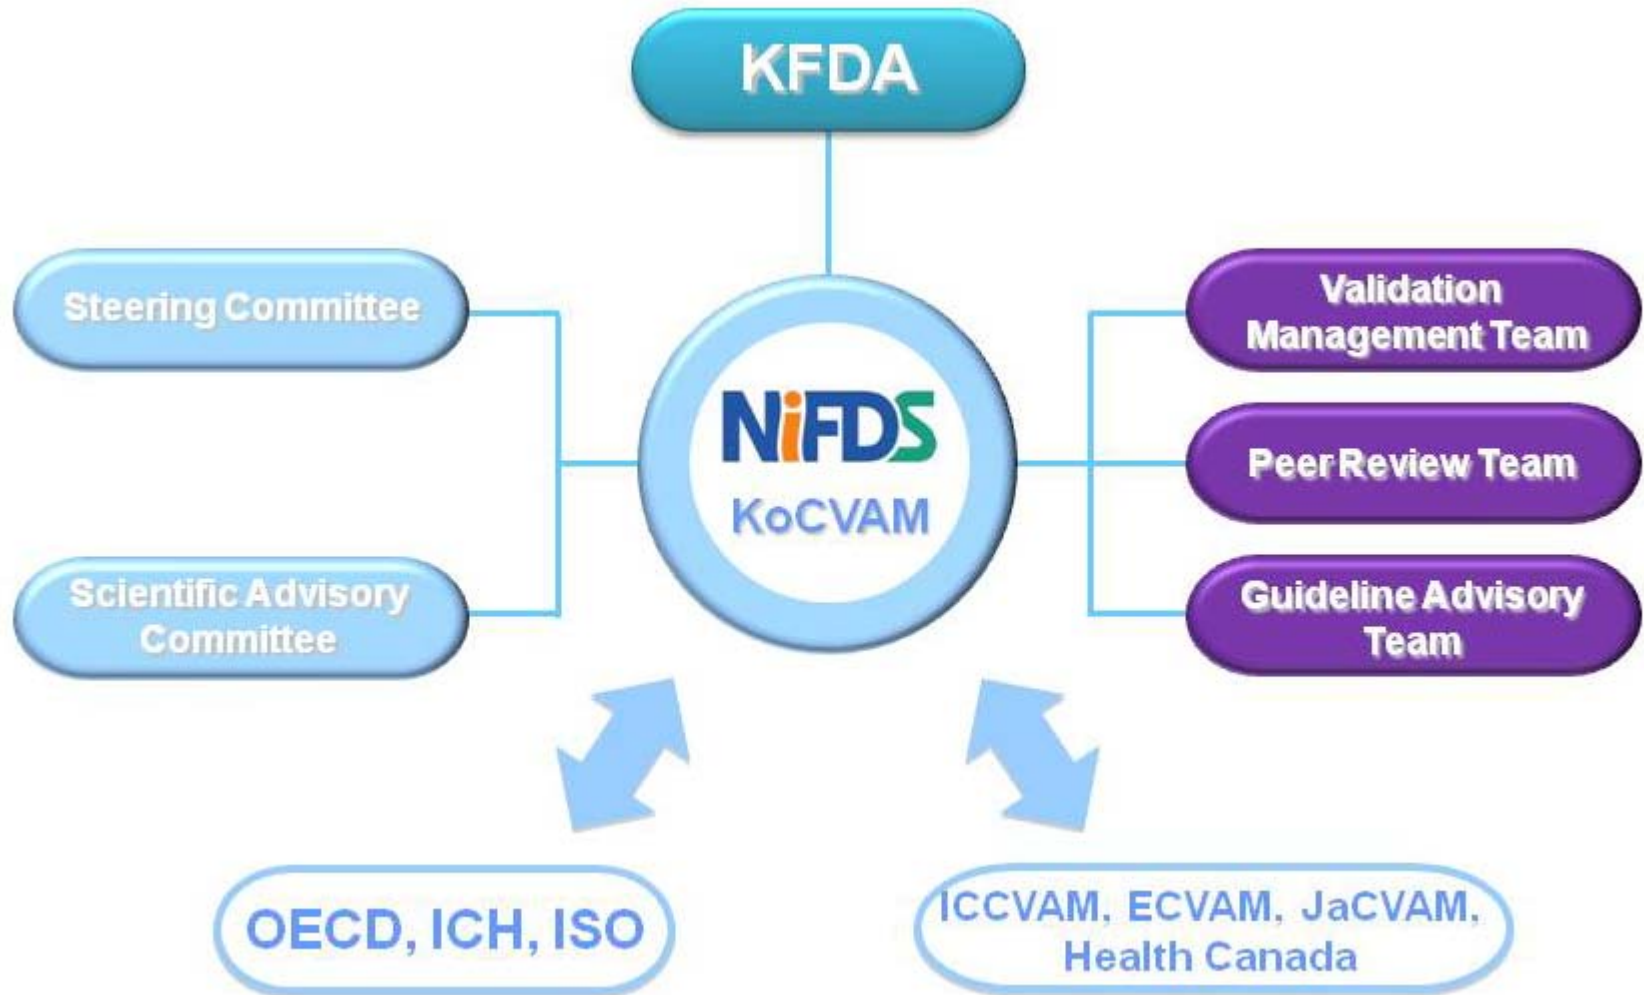 KFDA
Steering Committee
Scientific Advisory
Committee
NiFDS
KoCVAM
Validation
Management Team
Peer Review Team
Guideline Advisory
Team
OECD, ICH, ISO
ICCVAM, ECVAM, JaCVAM,
Health Canada